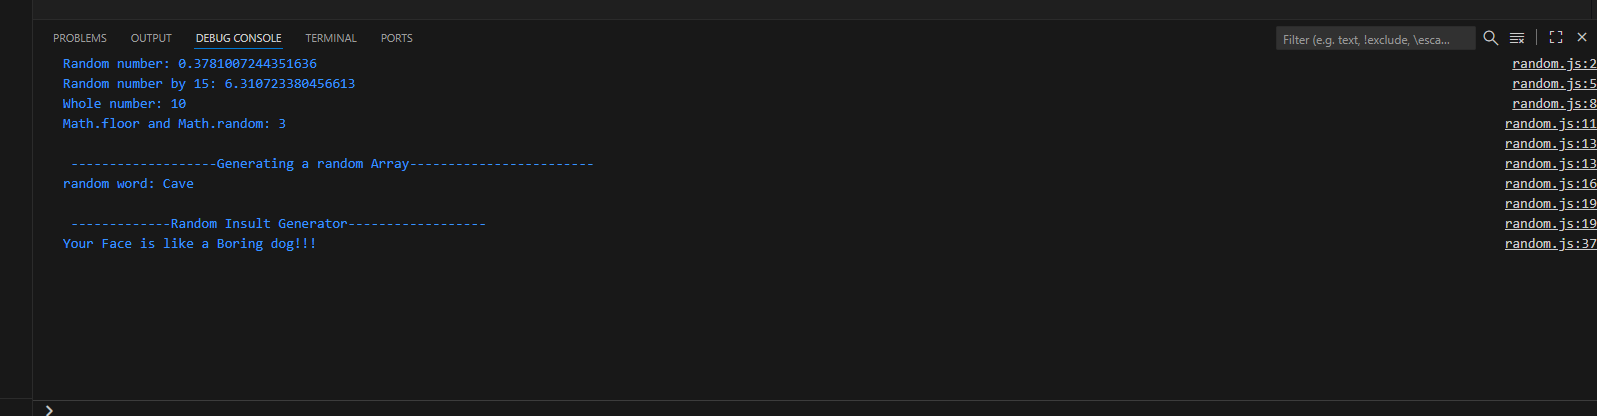 PROBLEMS OUTPUT DEBUG CONSOLE TERMINAL PORTS Filter (e.g. text, !exclude, \esca...
Random number: 0.3781007244351636 random.js:2
Random number by 15: 6.310723380456613 random.js:5
Whole number: 10 random.js:8
Math.floor and Math.random: 3 random.js:11
random.js:13
-------------------Generating a random Array------------------------ random.js:13
random word: Cave random.js:16
random.js:19
-------------Random Insult Generator------------------ random.js:19
Your Face is like a Boring dog!!! random.js:37